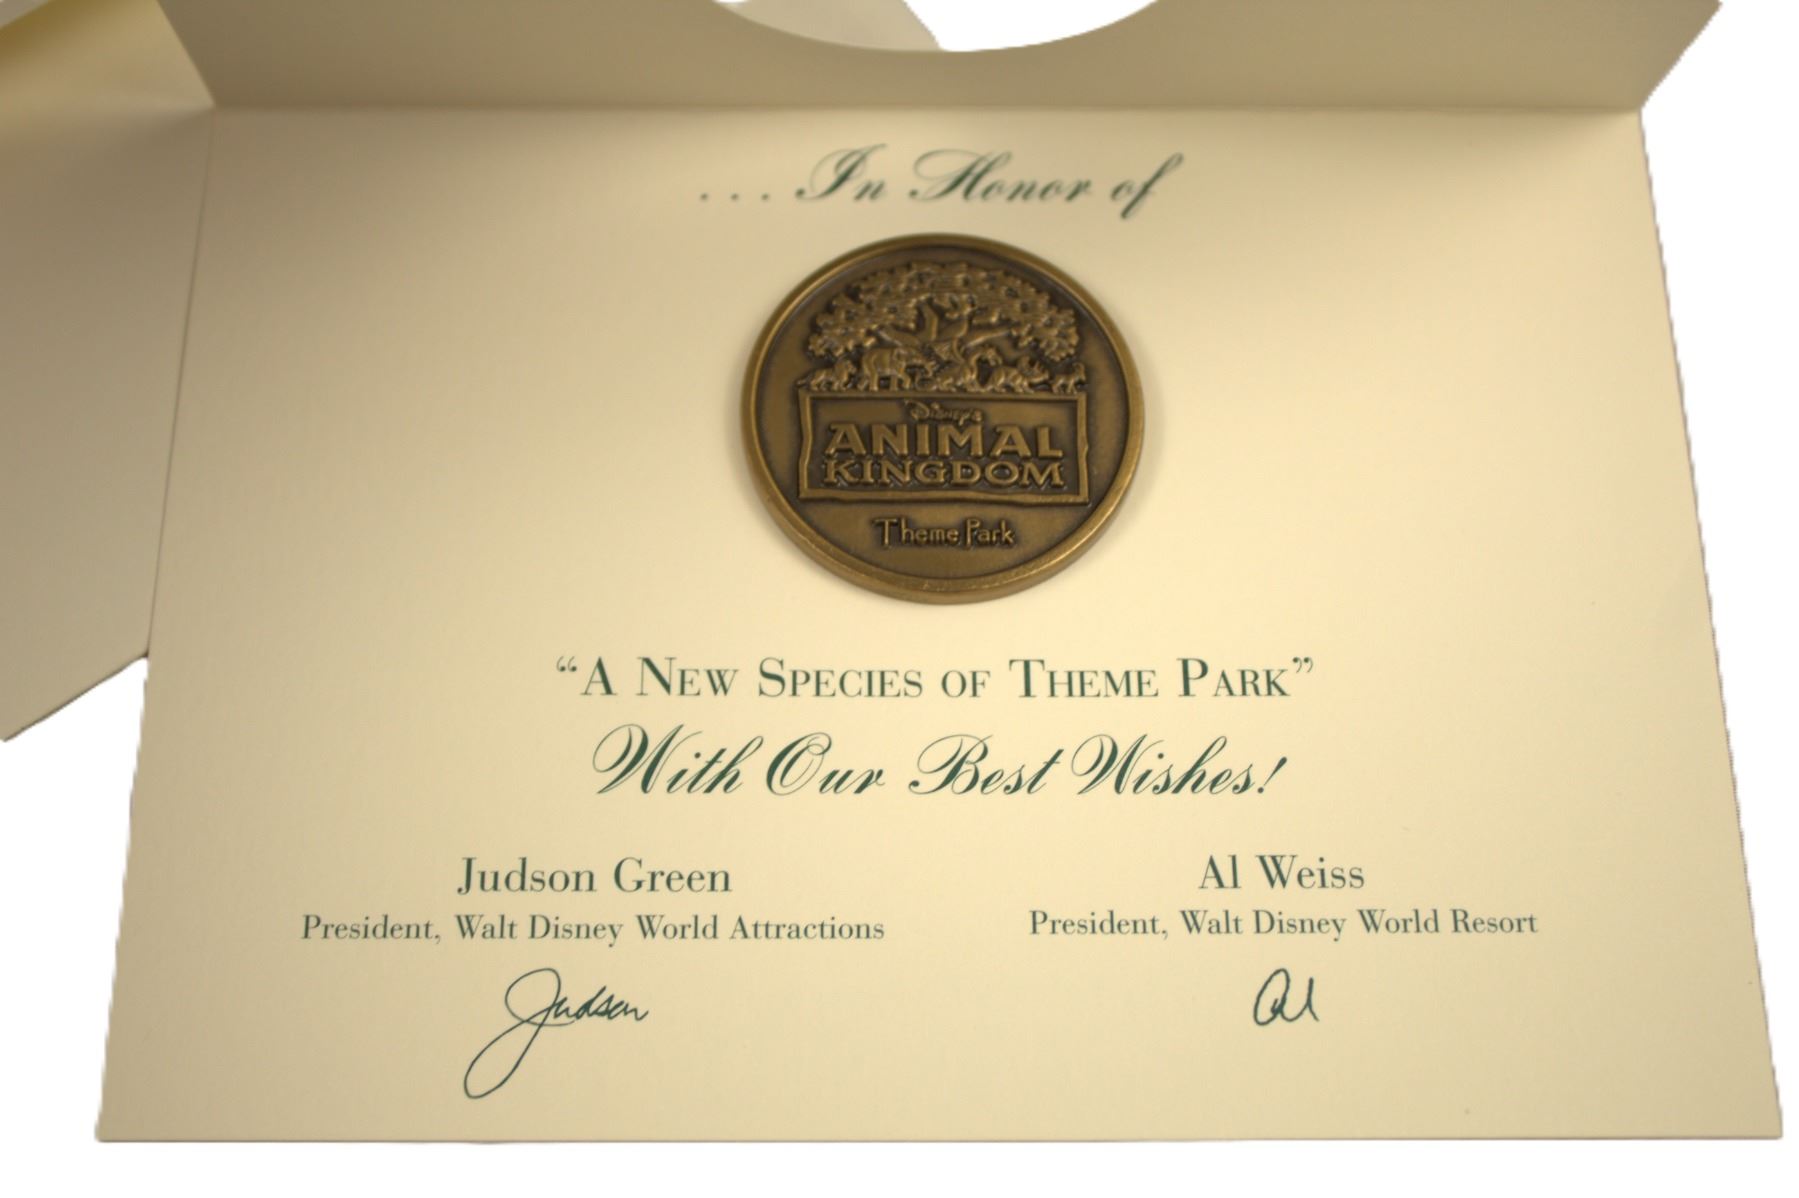 . . . In Honor of
Disney's
ANIMAL
KINGDOM
Theme Park
“A New Species of Theme Park”
With Our Best Wishes!
Judson Green
President, Walt Disney World Attractions
Judson
Al Weiss
President, Walt Disney World Resort
Al